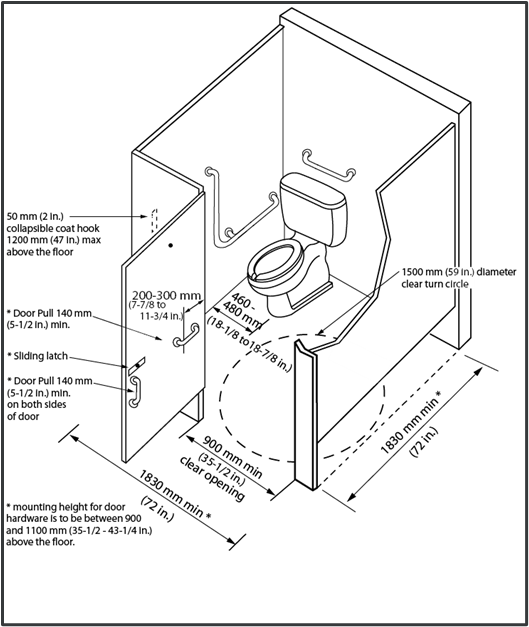 50 mm (2 in.)
collapsible coat hook
1200 mm (47 in.) max
above the floor
200-300 mm
(7-7/8 to
11-3/4 in.)
* Door Pull 140 mm
(5-1/2 in.) min.
* Sliding latch
* Door Pull 140 mm
(5-1/2 in.) min.
on both sides
of door
460 -
480 mm
(18-1/8 to18-7/8 in.)
1500 mm (59 in.) diameter
clear turn circle
900 mm min
(35-1/2 in.)
clear opening
1830 mm min *
(72 in.)
1830 mm min *
(72 in.)
* mounting height for door
hardware is to be between 900
and 1100 mm (35-1/2 - 43-1/4 in.)
above the floor.